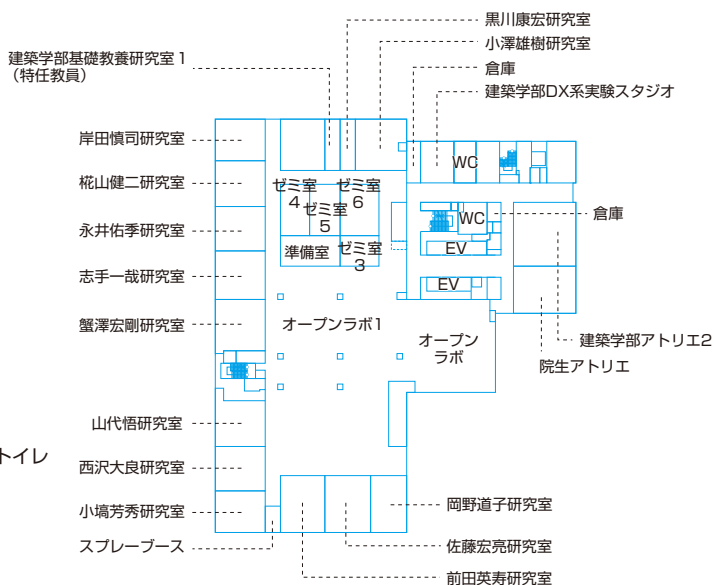 黒川康宏研究室
小澤雄樹研究室
倉庫
建築学部DX系実験スタジオ
建築学部基礎教養研究室1
（特任教員）
岸田慎司研究室
椛山健二研究室
永井佑季研究室
志手一哉研究室
蟹澤宏剛研究室
山代悟研究室
トイレ
西沢大良研究室
小塙芳秀研究室
スプレーブース
ゼミ室
4
ゼミ室
5
ゼミ室
6
準備室
ゼミ室
3
オープンラボ1
オープン
ラボ
WC
WC
EV
EV
倉庫
建築学部アトリエ2
院生アトリエ
岡野道子研究室
佐藤宏亮研究室
前田英寿研究室